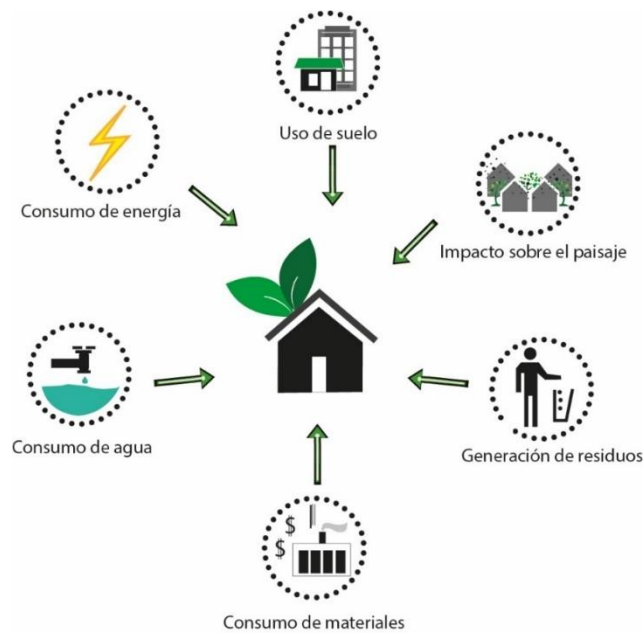 Uso de suelo
Consumo de energía
Impacto sobre el paisaje
Consumo de agua
Generación de residuos
$
$
Consumo de materiales